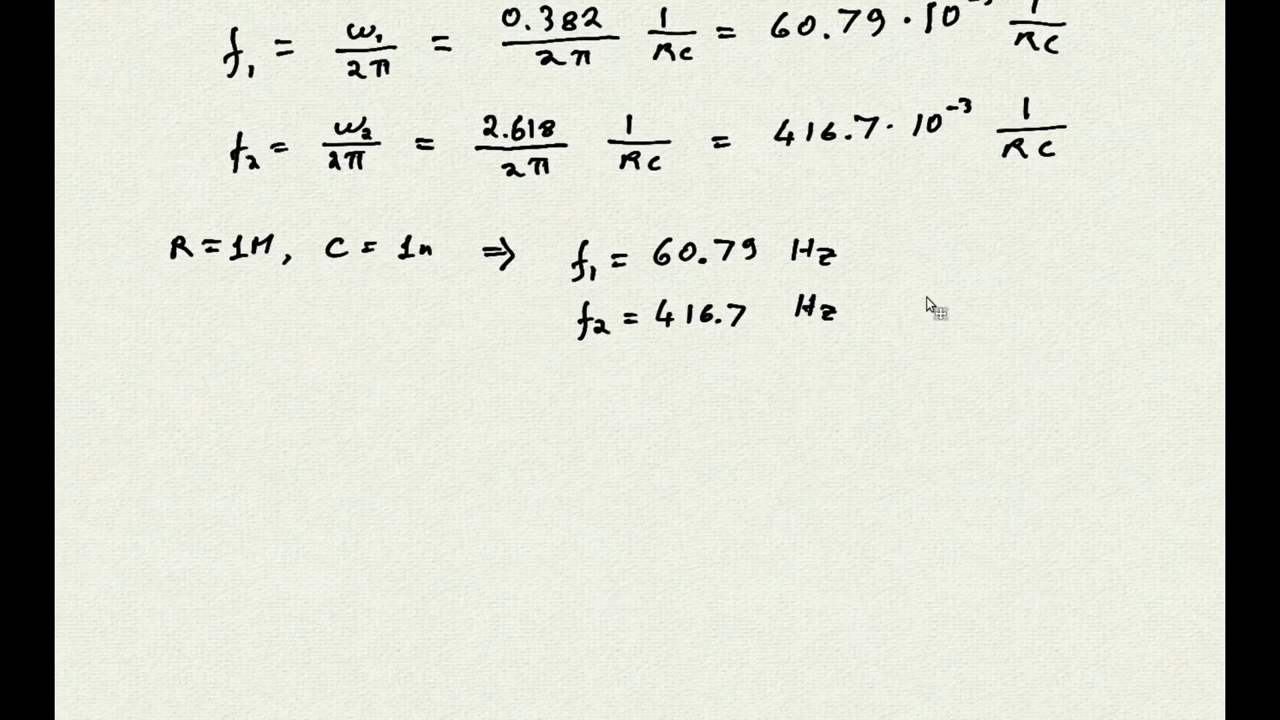 f₁ = ω₁/2π = 0.382/2π 1/RC = 60.79 · 10⁻³ 1/RC
f₂ = ω₂/2π = 2.618/2π 1/RC = 416.7 · 10⁻³ 1/RC
R = 1M, C = 1n ⇒ f₁ = 60.79 Hz
f₂ = 416.7 Hz